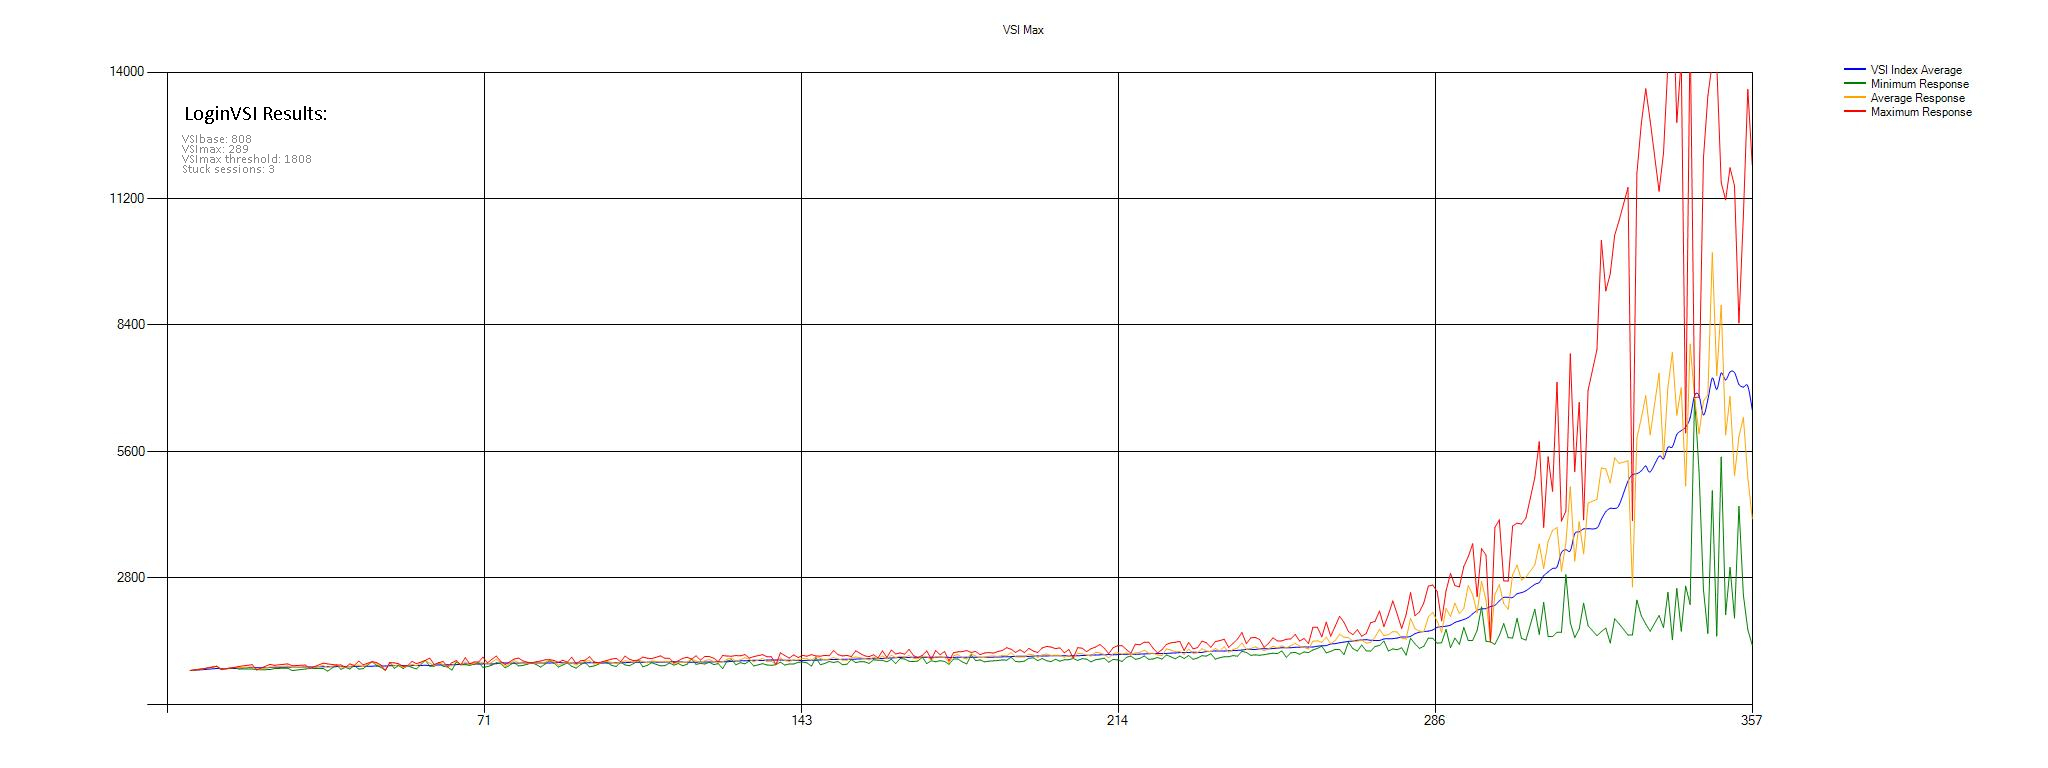 VSI Max
14000
11200
8400
5600
2800
LoginVSI Results:
VSIbase: 808
VSImax: 289
VSImax threshold: 1808
Stuck sessions: 3
VSI Index Average
Minimum Response
Average Response
Maximum Response
71 143 214 286 357